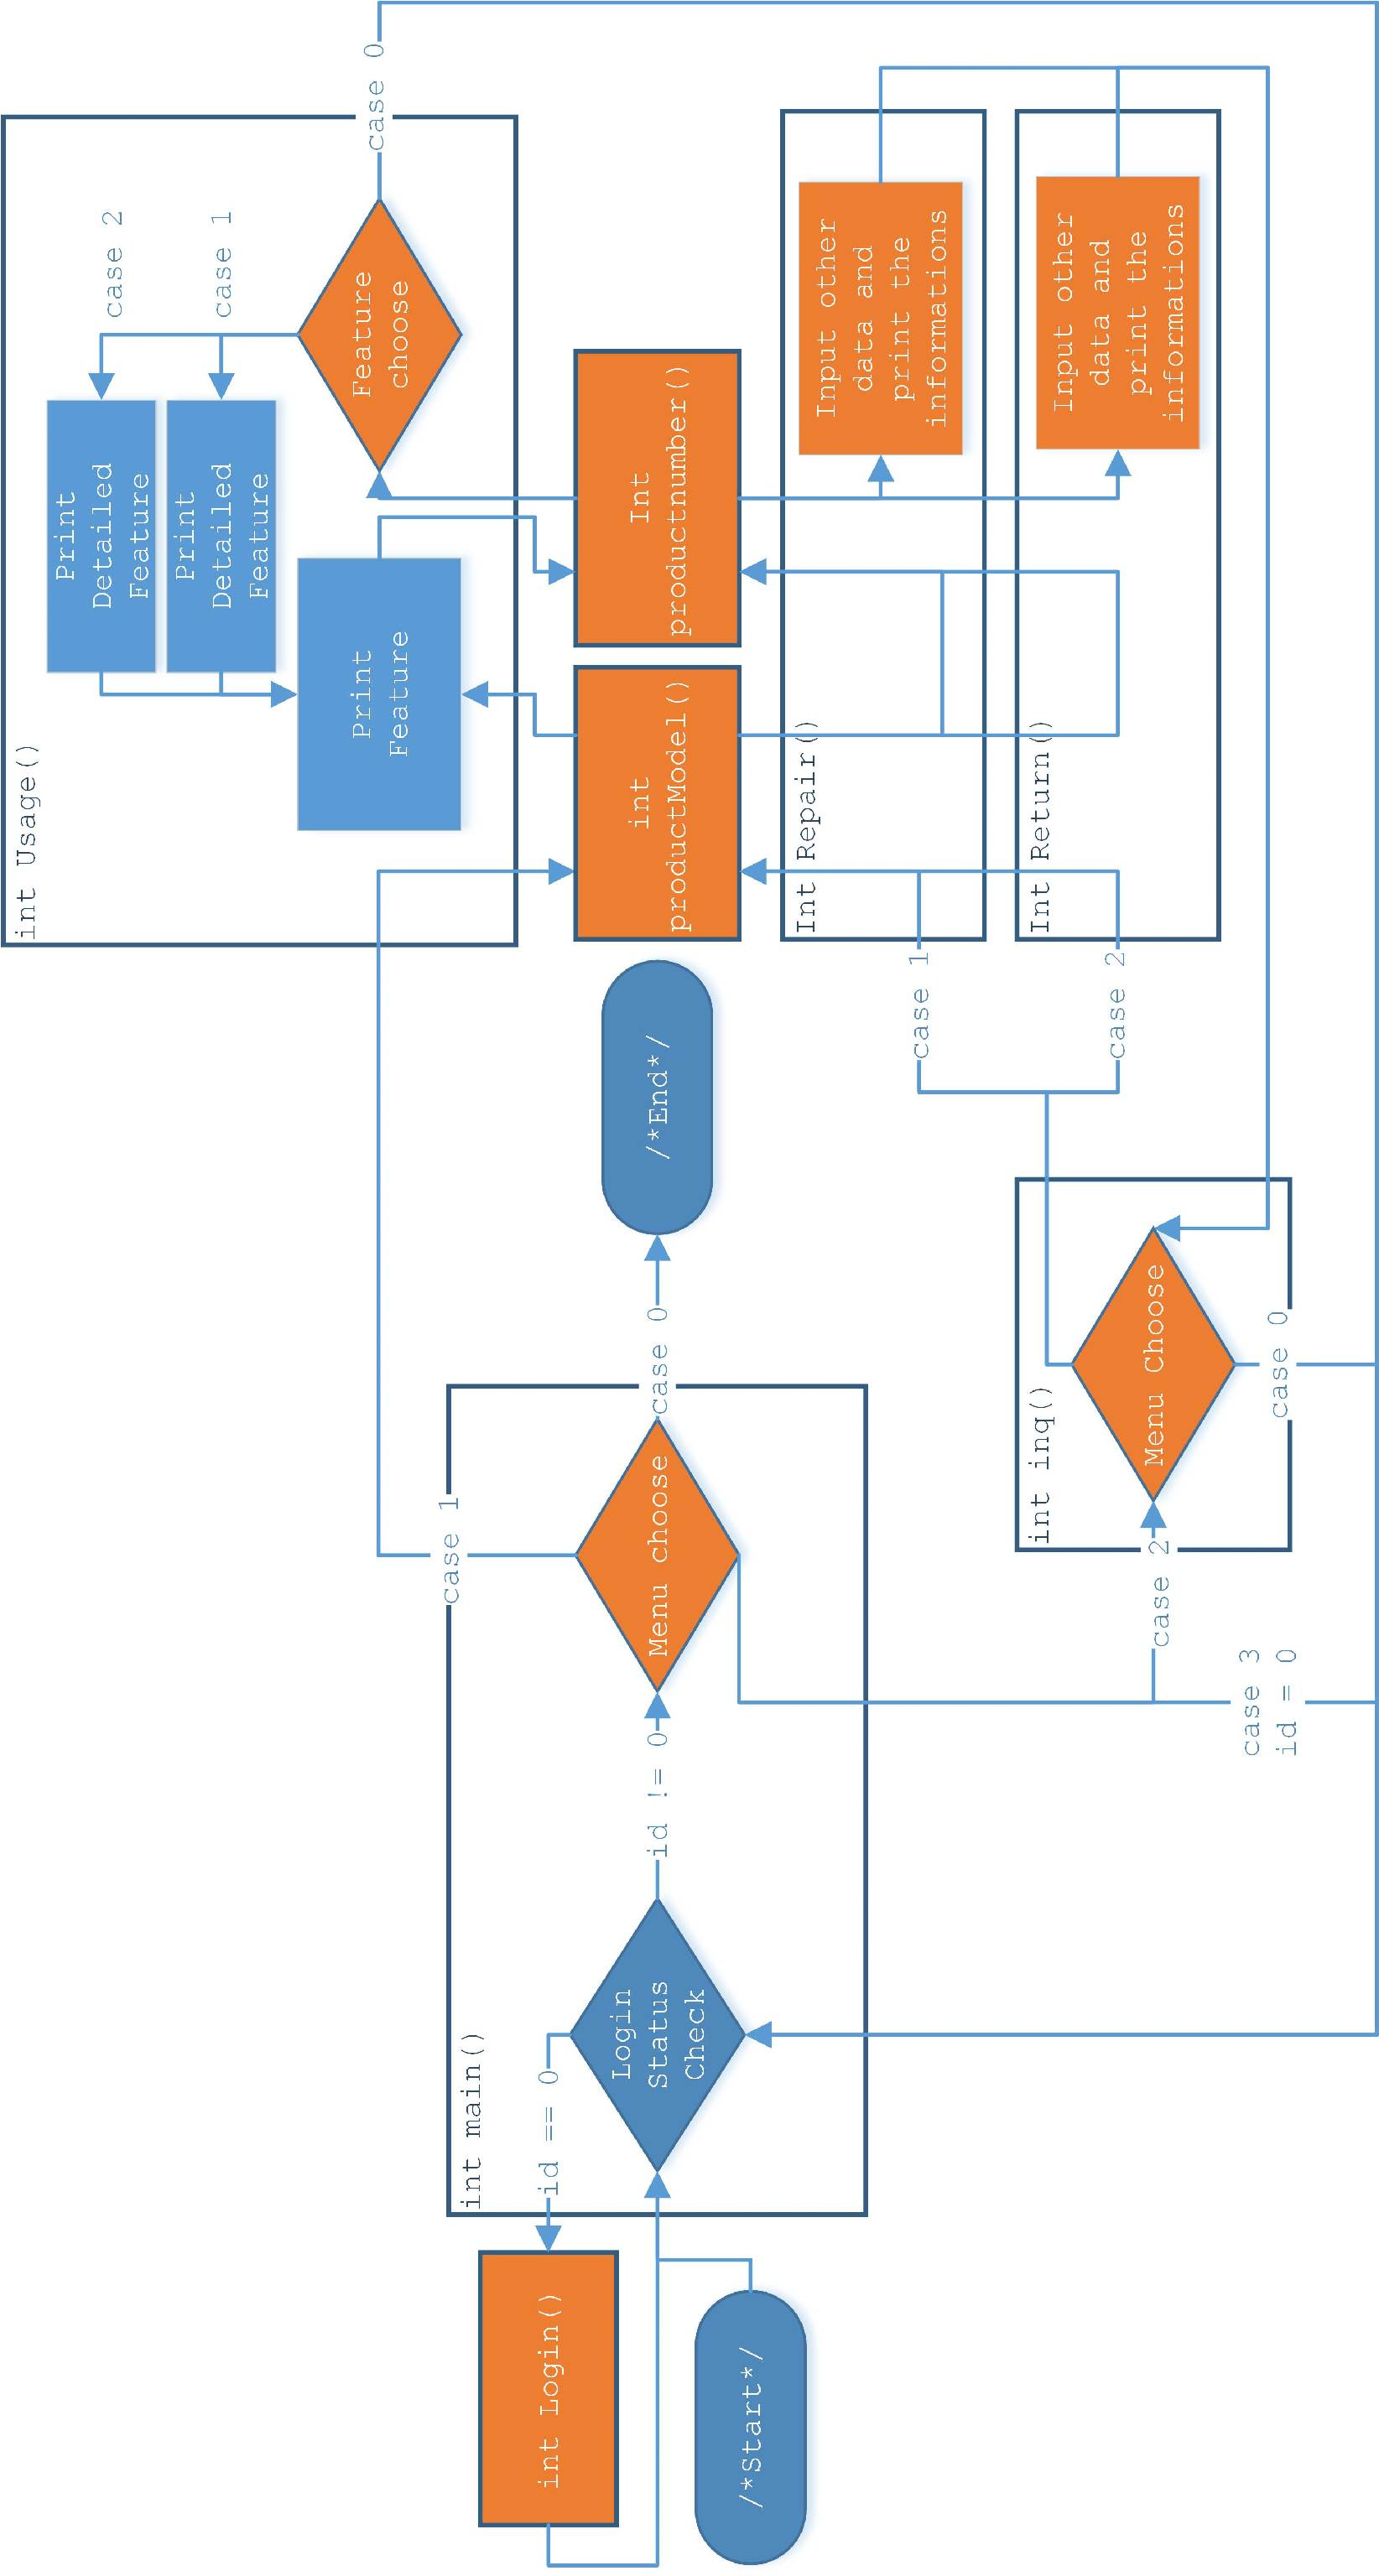 /*Start*/
int Login()
int main()
id == 0
Login
Status
Check
id != 0
Menu choose
case 1
case 0
/*End*/
case 2
case 3
id = 0
int inq()
Menu Choose
case 0
case 1
case 2
int Usage()
Print
Feature
Print
Detailed
Feature
Print
Detailed
Feature
case 2
case 1
Feature
choose
case 0
int
productModel()
Int
productnumber()
Int Repair()
Input other
data and
print the
informations
Int Return()
Input other
data and
print the
informations